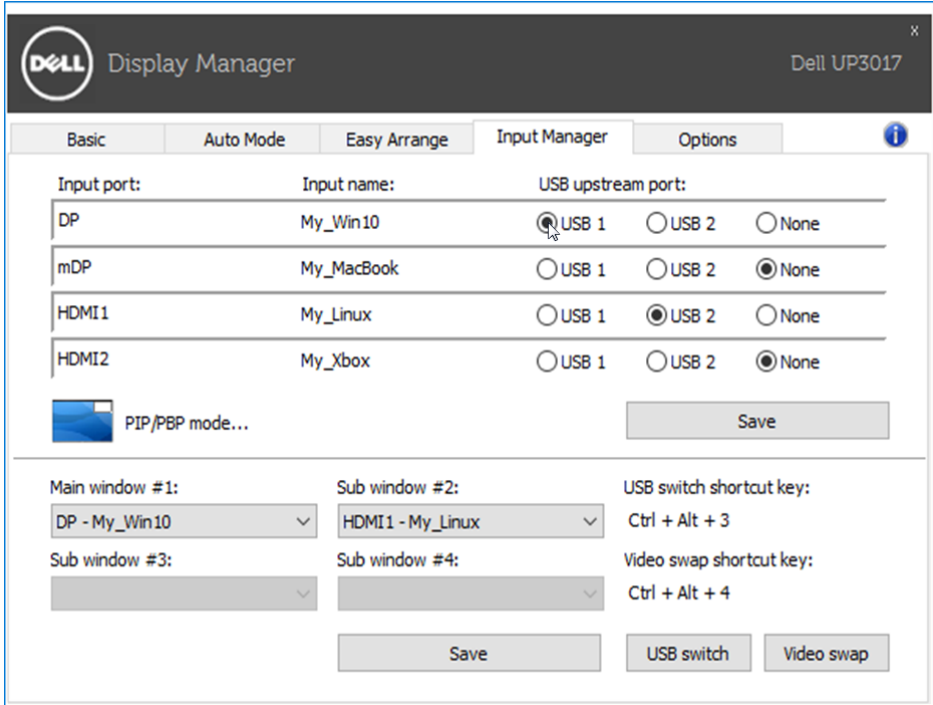 DELL Display Manager Dell UP3017 x
Basic Auto Mode Easy Arrange Input Manager Options i
Input port: Input name: USB upstream port:
DP My_Win10 USB 1 USB 2 None
mDP My_MacBook USB 1 USB 2 None
HDMI1 My_Linux USB 1 USB 2 None
HDMI2 My_Xbox USB 1 USB 2 None
PIP/PBP mode... Save
Main window #1: Sub window #2: USB switch shortcut key:
DP - My_Win10 HDMI1 - My_Linux Ctrl + Alt + 3
Sub window #3: Sub window #4: Video swap shortcut key:
Ctrl + Alt + 4
Save USB switch Video swap